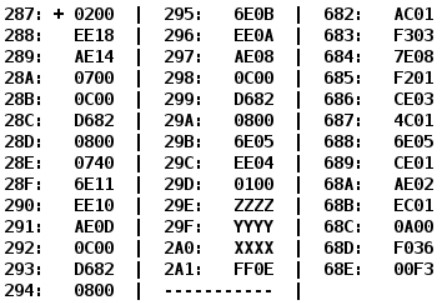 287: + 0200 | 295: 6E0B | 682: AC01
288: EE18 | 296: EE0A | 683: F303
289: AE14 | 297: AE08 | 684: 7E08
28A: 0700 | 298: 0C00 | 685: F201
28B: 0C00 | 299: D682 | 686: CE03
28C: D682 | 29A: 0800 | 687: 4C01
28D: 0800 | 29B: 6E05 | 688: 6E05
28E: 0740 | 29C: EE04 | 689: CE01
28F: 6E11 | 29D: 0100 | 68A: AE02
290: EE10 | 29E: ZZZZ | 68B: EC01
291: AE0D | 29F: YYYY | 68C: 0A00
292: 0C00 | 2A0: XXXX | 68D: F036
293: D682 | 2A1: FF0E | 68E: 00F3
294: 0800 | ----------- |